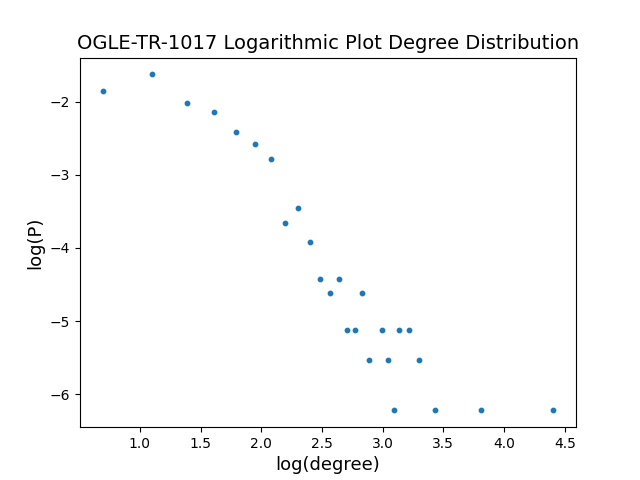 OGLE-TR-1017 Logarithmic Plot Degree Distribution
−2
−3
−4
−5
−6
log(P)
1.0 1.5 2.0 2.5 3.0 3.5 4.0 4.5
log(degree)